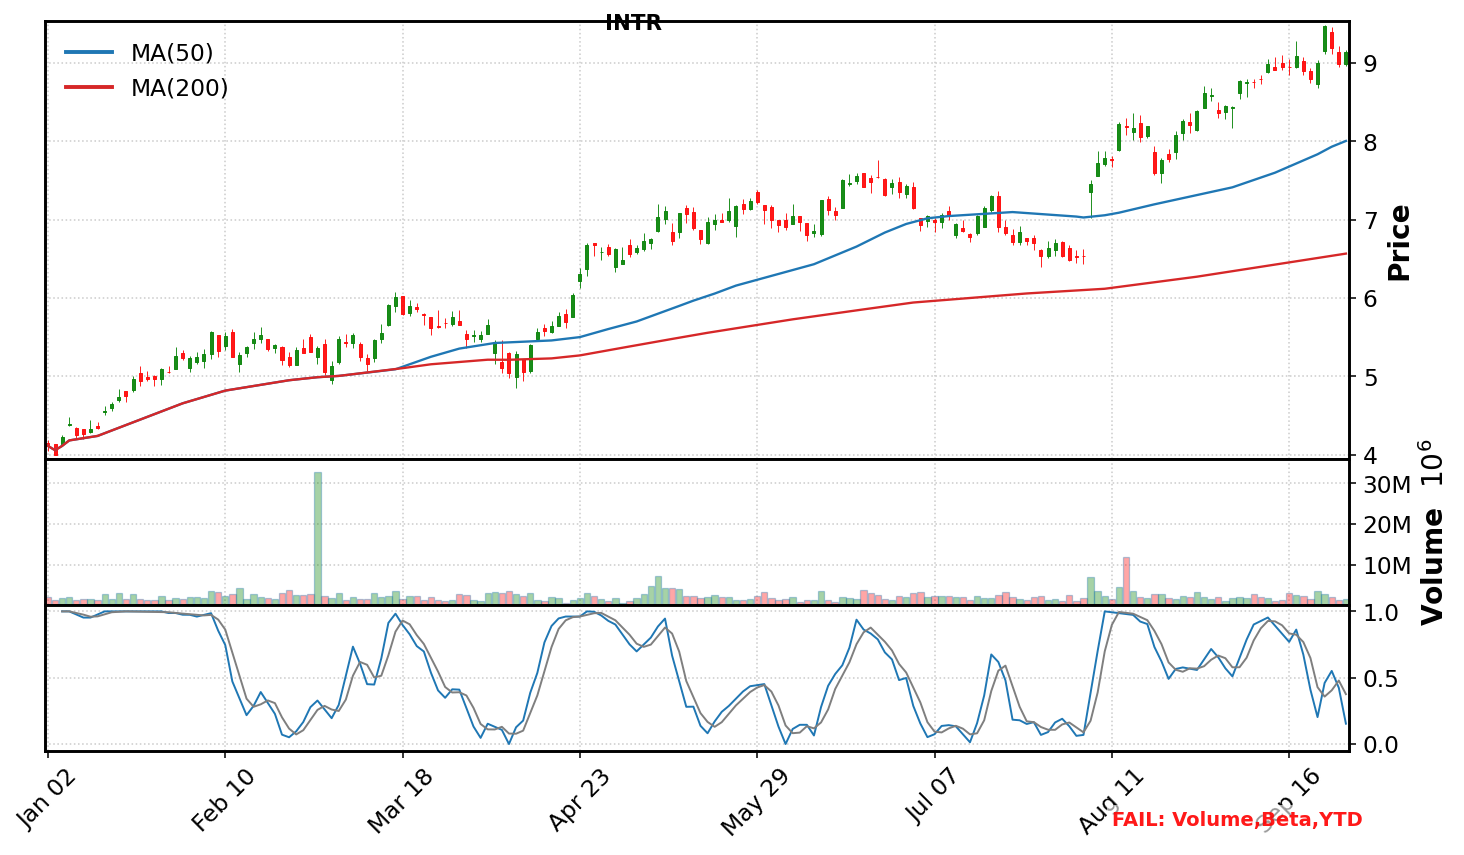 INTR
MA(50)
MA(200)
9
8
7
6
5
4
Price
30M
20M
10M
Volume 10^6
1.0
0.5
0.0
Jan 02
Feb 10
Mar 18
Apr 23
May 29
Jul 07
Aug 11
Sep 16
FAIL: Volume,Beta,YTD